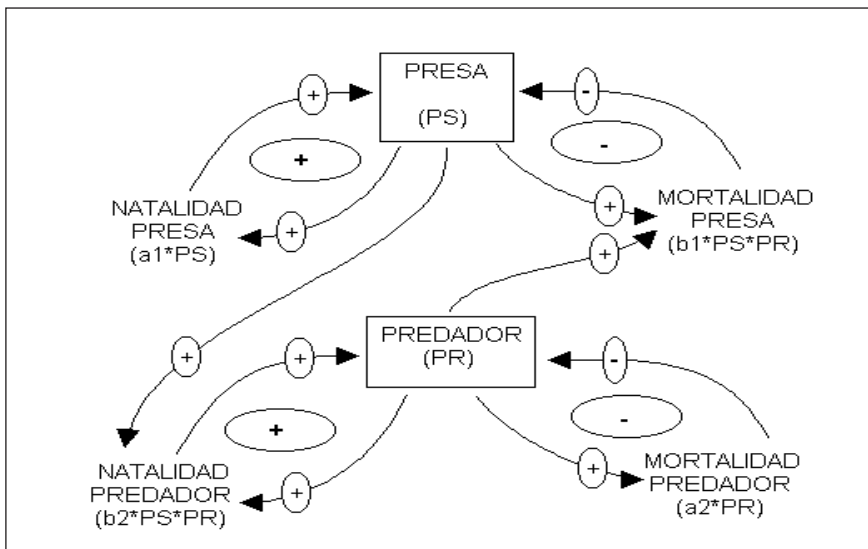 PRESA
(PS)
+
-
+
-
NATALIDAD
PRESA
(a1*PS)
+
+
MORTALIDAD
PRESA
(b1*PS*PR)
+
PREDADOR
(PR)
+
+
-
+
-
NATALIDAD
PREDADOR
(b2*PS*PR)
+
+
MORTALIDAD
PREDADOR
(a2*PR)